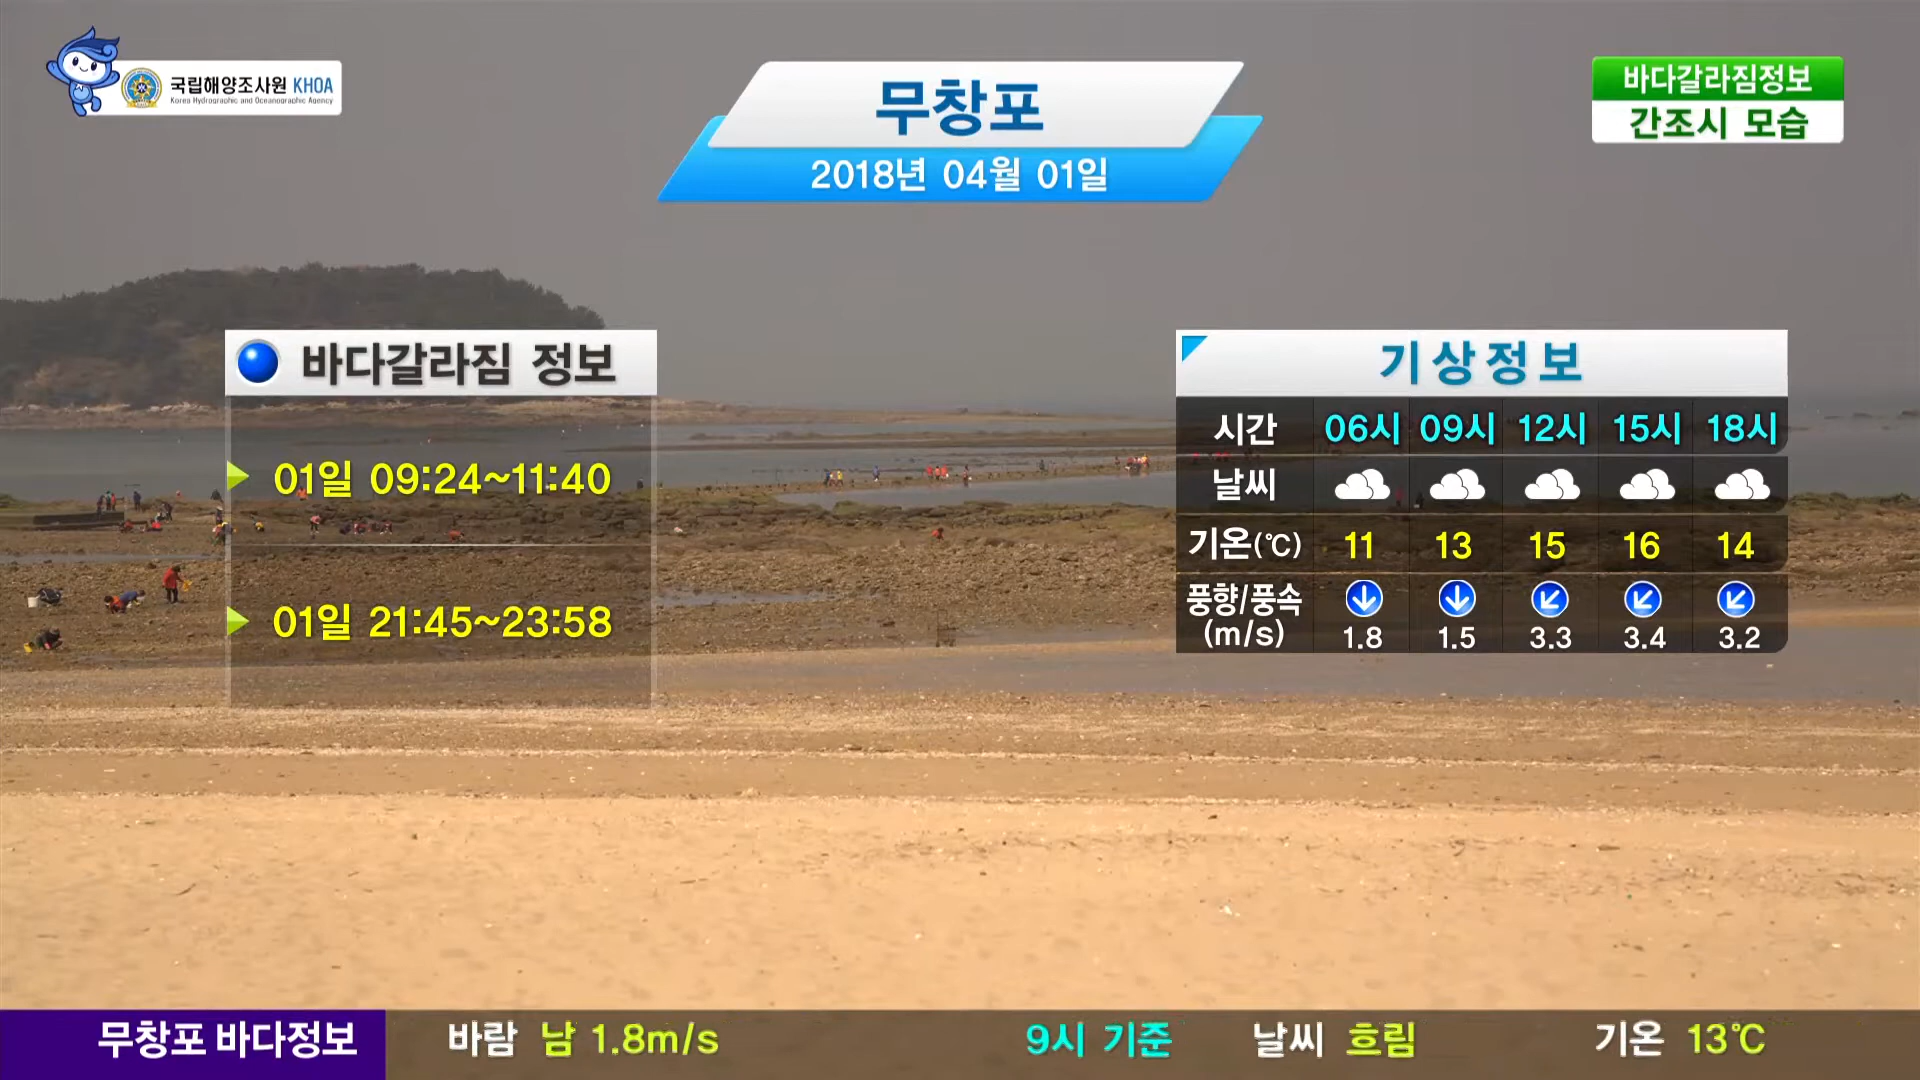 국립해양조사원 KHOA
Korea Hydrographic and Oceanographic Agency
무창포
2018년 04월 01일
바다갈라짐정보
간조시 모습
바다갈라짐 정보
01일 09:24~11:40
01일 21:45~23:58
기상정보
시간 06시 09시 12시 15시 18시
날씨
기온(℃) 11 13 15 16 14
풍향/풍속
(m/s) 1.8 1.5 3.3 3.4 3.2
무창포 바다정보 바람 남 1.8m/s 9시 기준 날씨 흐림 기온 13℃